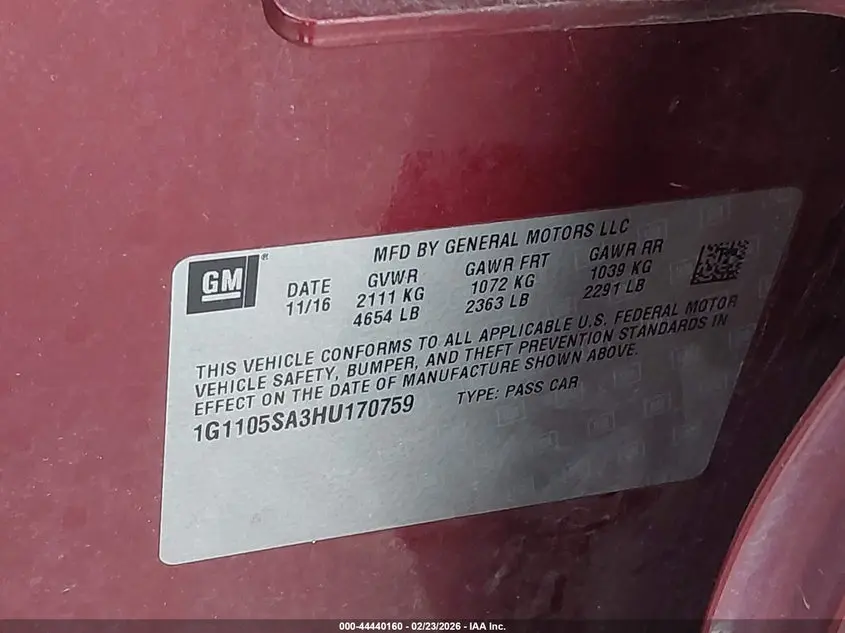 GM®
MFD BY GENERAL MOTORS LLC
DATE GVWR GAWR FRT GAWR RR
11/16 2111 KG 1072 KG 1039 KG
4654 LB 2363 LB 2291 LB
THIS VEHICLE CONFORMS TO ALL APPLICABLE U.S. FEDERAL MOTOR
VEHICLE SAFETY, BUMPER, AND THEFT PREVENTION STANDARDS IN
EFFECT ON THE DATE OF MANUFACTURE SHOWN ABOVE.
1G1105SA3HU170759 TYPE: PASS CAR
000-44440160 - 02/23/2026 - IAA Inc.